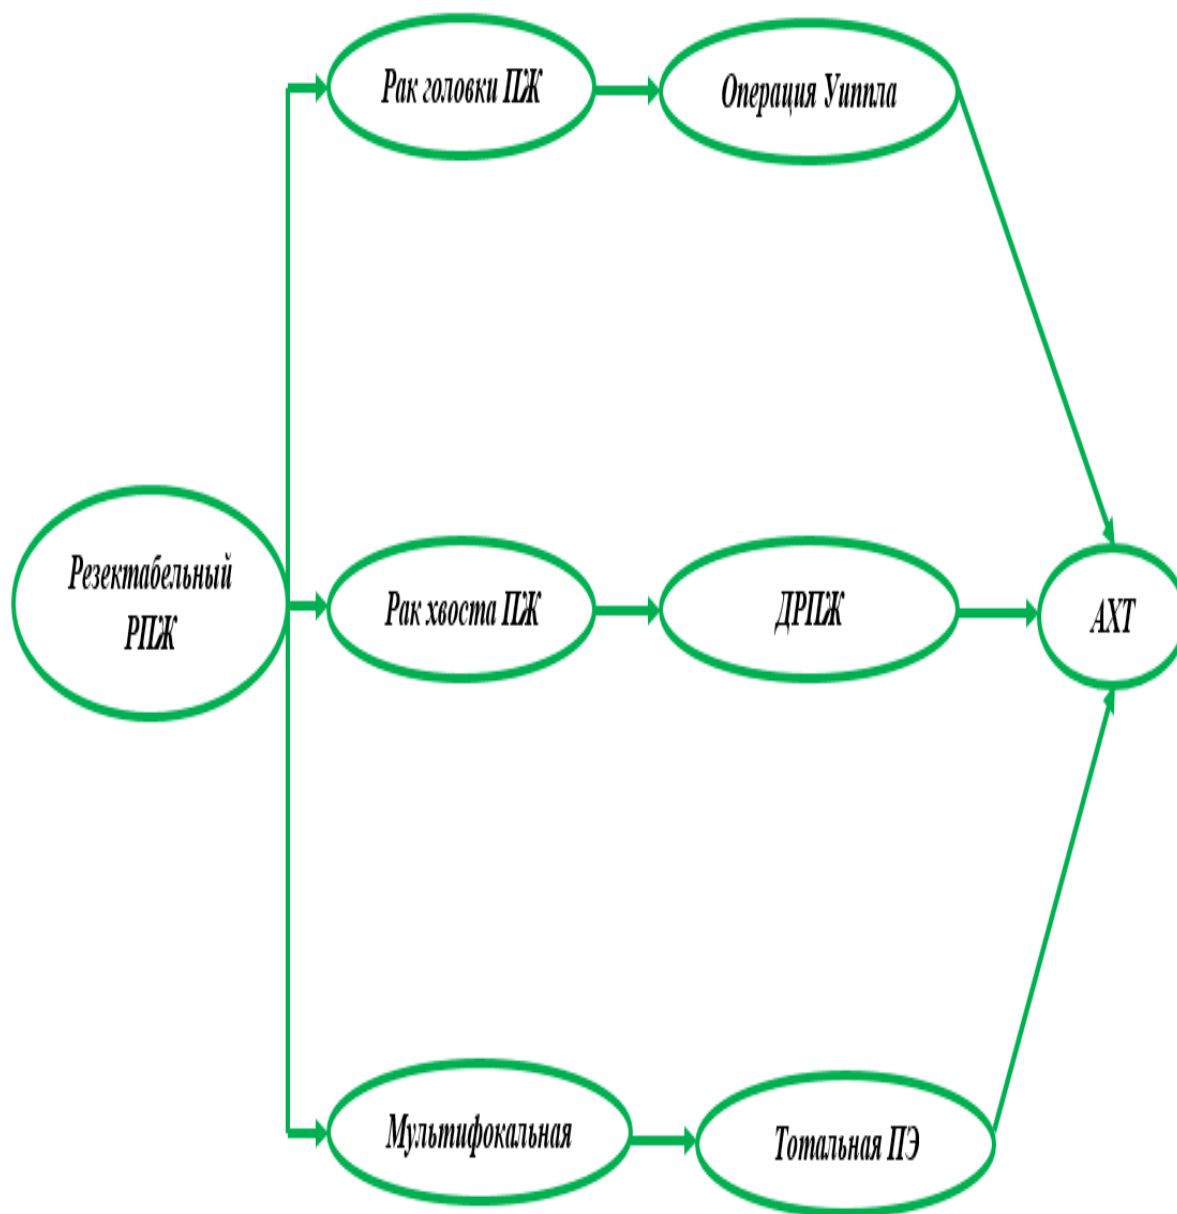 Рак головки ПЖ
Операция Уиппла
Резектабельный
РПЖ
Рак хвоста ПЖ
ДРПЖ
АХТ
Мультифокальная
Тотальная ПЭ